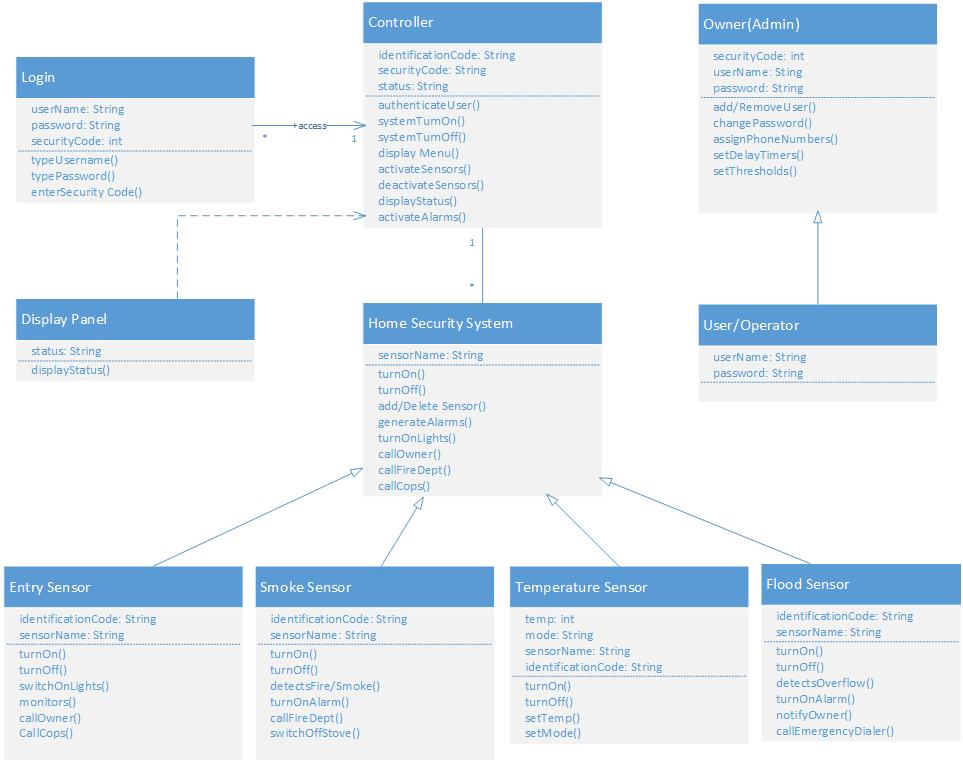 Controller
identificationCode: String
securityCode: String
status: String
authenticateUser()
systemTurnOn()
systemTurnOff()
display Menu()
activateSensors()
deactivateSensors()
displayStatus()
activateAlarms()
Owner(Admin)
securityCode: int
userName: Sting
password: String
add/RemoveUser()
changePassword()
assignPhoneNumbers()
setDelayTimers()
setThresholds()
Login
userName: String
password: String
securityCode: int
typeUsername()
typePassword()
enterSecurity Code()
+access
*
1
1
*
Display Panel
status: String
displayStatus()
Home Security System
sensorName: String
turnOn()
turnOff()
add/Delete Sensor()
generateAlarms()
turnOnLights()
callOwner()
callFireDept()
callCops()
User/Operator
userName: String
password: String
Entry Sensor
identificationCode: String
sensorName: String
turnOn()
turnOff()
switchOnLights()
monitors()
callOwner()
CallCops()
Smoke Sensor
identificationCode: String
sensorName: String
turnOn()
turnOff()
detectsFire/Smoke()
turnOnAlarm()
callFireDept()
switchOffStove()
Temperature Sensor
temp: int
mode: String
sensorName: String
identificationCode: String
turnOn()
turnOff()
setTemp()
setMode()
Flood Sensor
identificationCode: String
sensorName: String
turnOn()
turnOff()
detectsOverflow()
turnOnAlarm()
notifyOwner()
callEmergencyDialer()